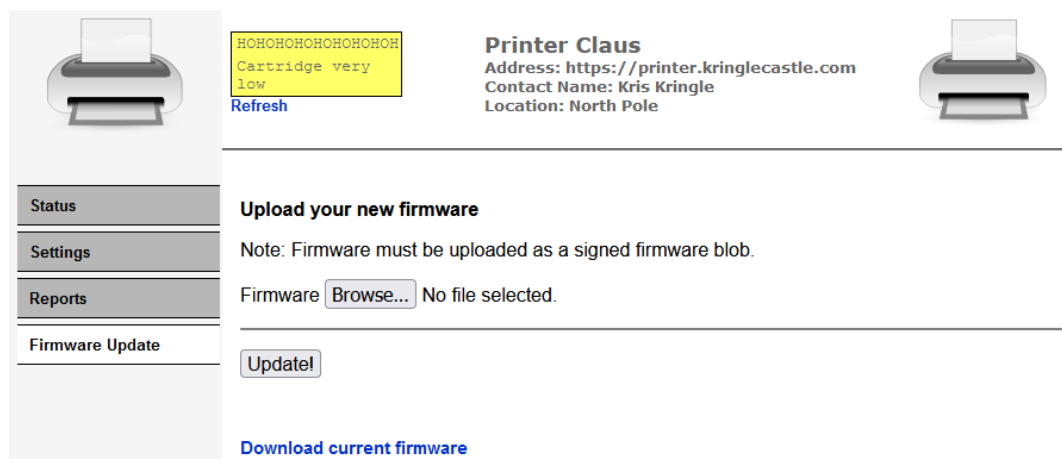 HOHOHOHOHOHOHOHOH
Cartridge very
low
Refresh
Printer Claus
Address: https://printer.kringlecastle.com
Contact Name: Kris Kringle
Location: North Pole
Status
Settings
Reports
Firmware Update
Upload your new firmware
Note: Firmware must be uploaded as a signed firmware blob.
Firmware Browse... No file selected.
Update!
Download current firmware